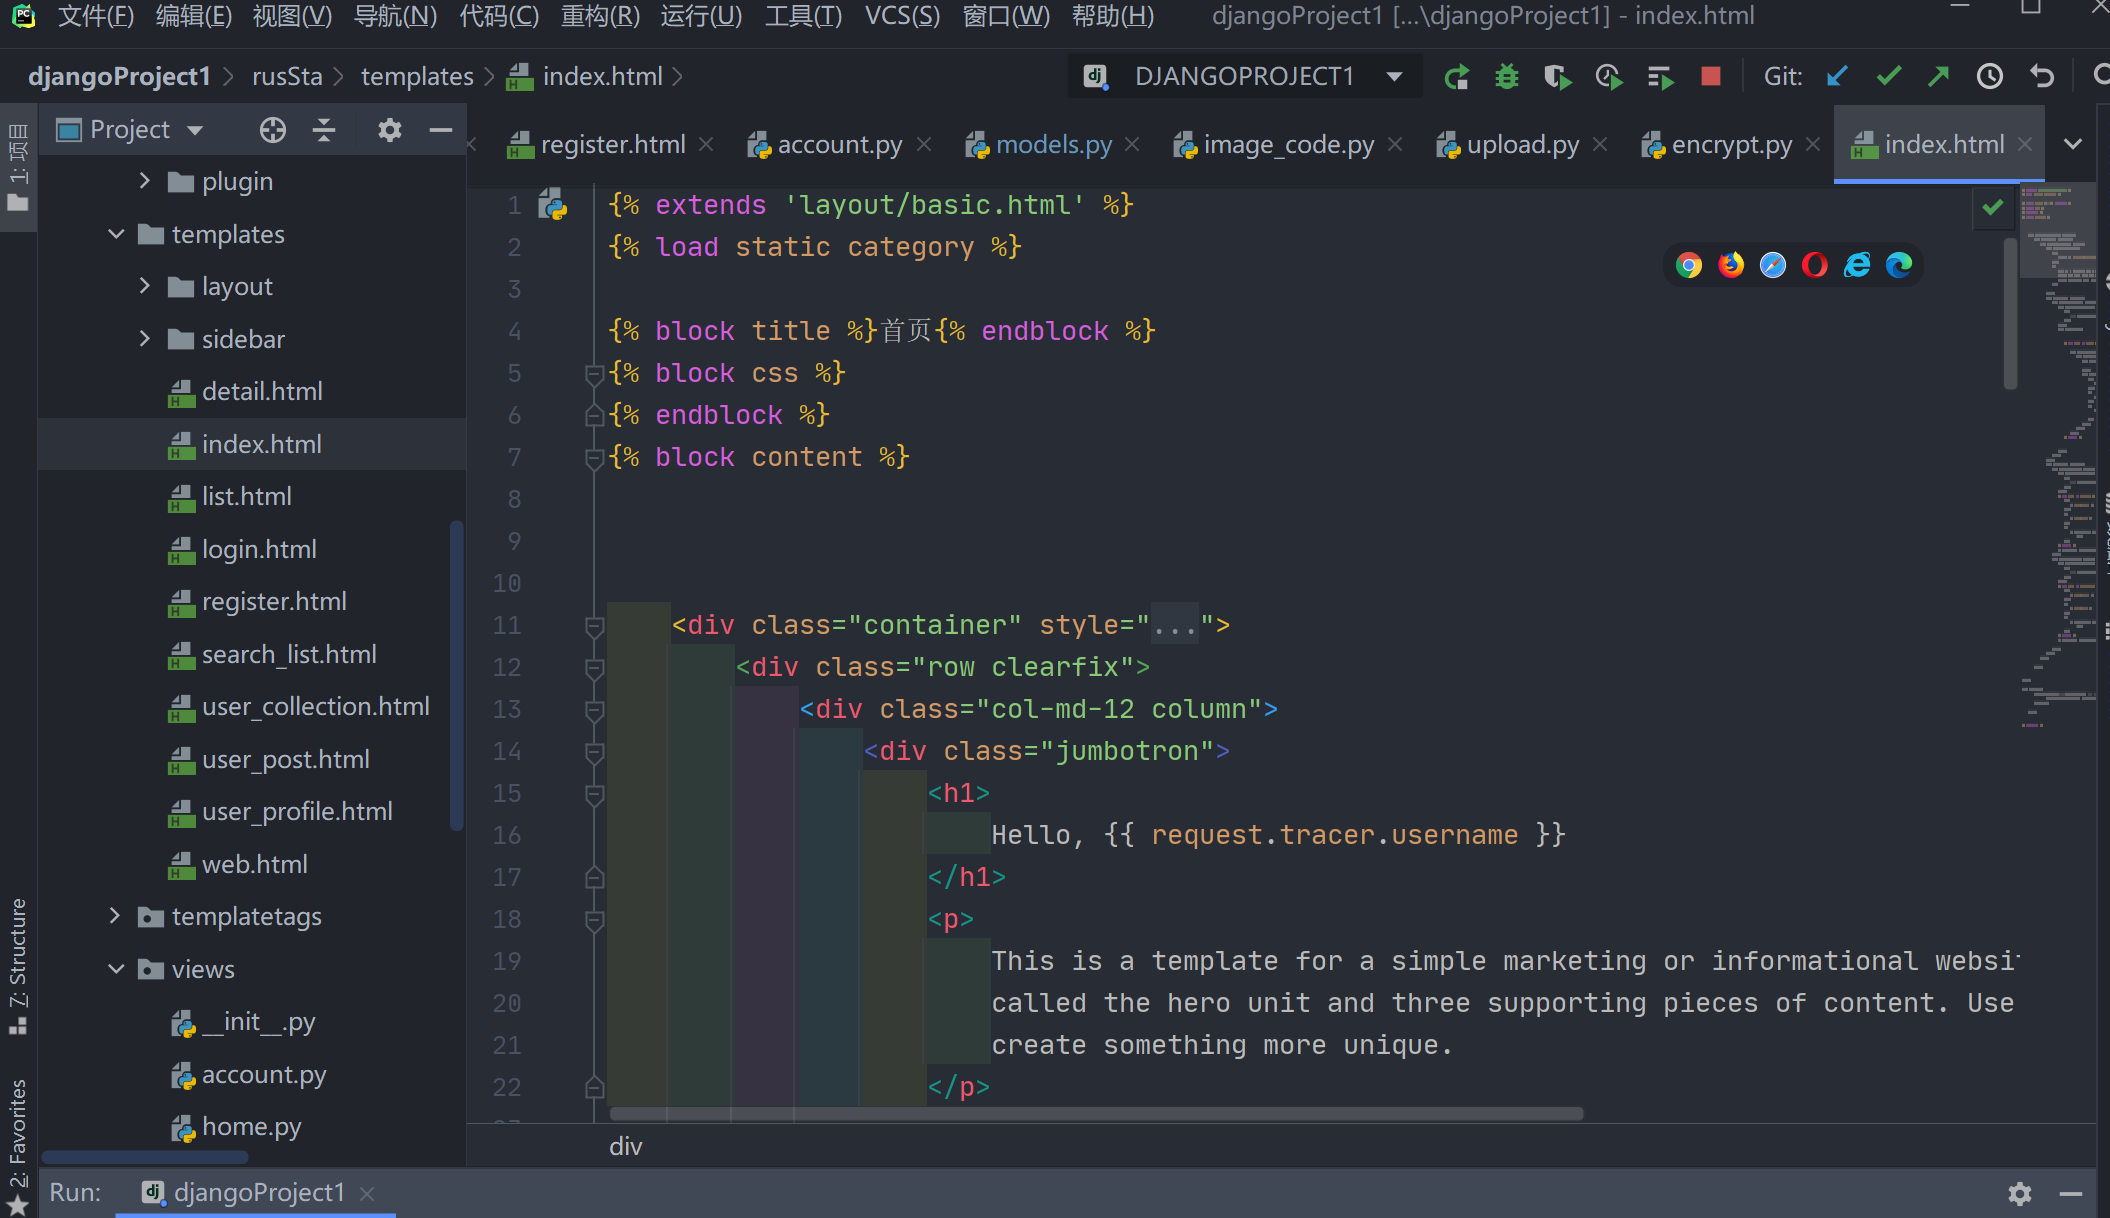 文件(F) 编辑(E) 视图(V) 导航(N) 代码(C) 重构(R) 运行(U) 工具(T) VCS(S) 窗口(W) 帮助(H) djangoProject1 [...\djangoProject1] - index.html
djangoProject1 rusSta templates index.html DJANGOPROJECT1 Git:
1: 项目
7: Structure
2: Favorites
Project
plugin
templates
layout
sidebar
detail.html
index.html
list.html
login.html
register.html
search_list.html
user_collection.html
user_post.html
user_profile.html
web.html
templatetags
views
__init__.py
account.py
home.py
register.html account.py models.py image_code.py upload.py encrypt.py index.html
1 {% extends 'layout/basic.html' %}
2 {% load static category %}
3
4 {% block title %}首页{% endblock %}
5 {% block css %}
6 {% endblock %}
7 {% block content %}
8
9
10
11 <div class="container" style="...">
12 <div class="row clearfix">
13 <div class="col-md-12 column">
14 <div class="jumbotron">
15 <h1>
16 Hello, {{ request.tracer.username }}
17 </h1>
18 <p>
19 This is a template for a simple marketing or informational websi
20 called the hero unit and three supporting pieces of content. Use
21 create something more unique.
22 </p>
div
Run: djangoProject1